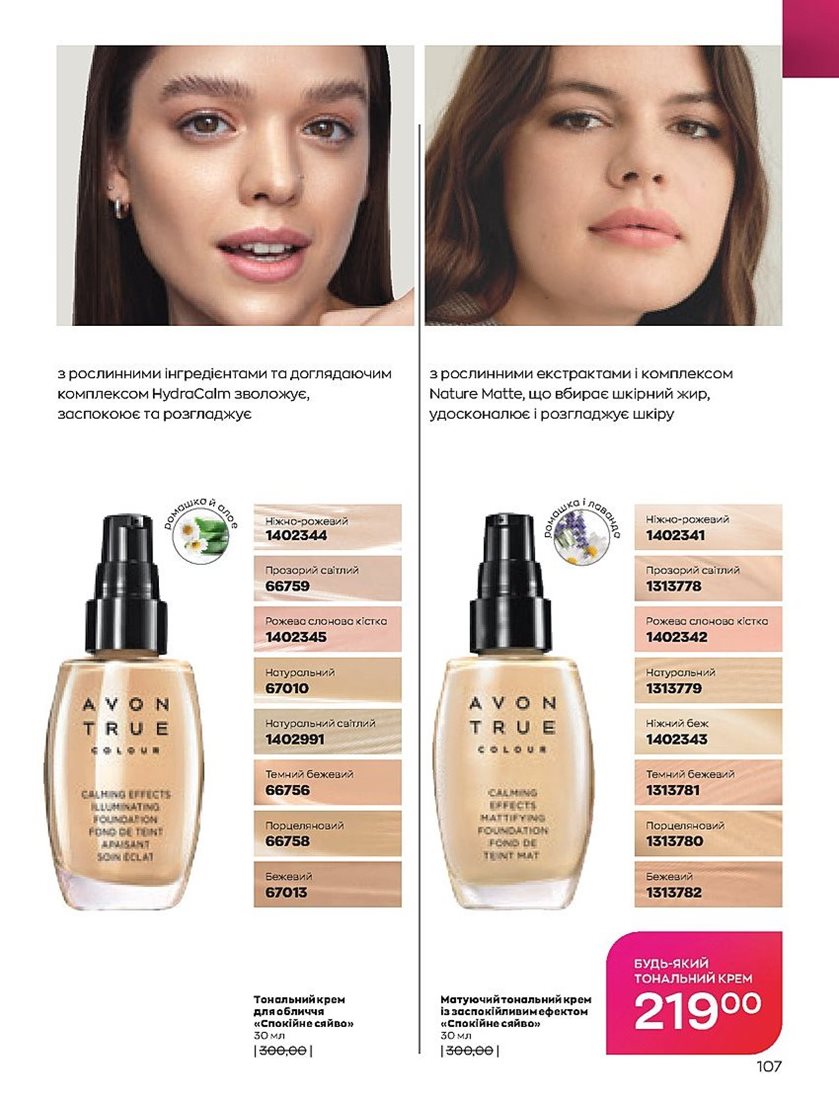 з рослинними інгредієнтами та доглядаючим
комплексом HydraCalm зволожує,
заспокоює та розгладжує
з рослинними екстрактами і комплексом
Nature Matte, що вбирає шкірний жир,
удосконалює і розгладжує шкіру
ромашка й алое
Ніжно-рожевий
1402344
Прозорий світлий
66759
Рожева слонова кістка
1402345
Натуральний
67010
Натуральний світлий
1402991
Темний бежевий
66756
Порцеляновий
66758
Бежевий
67013
AVON
TRUE
COLOUR
CALMING EFFECTS
ILLUMINATING
FOUNDATION
FOND DE TEINT
APAISANT
SOIN ÉCLAT
ромашка і лаванда
Ніжно-рожевий
1402341
Прозорий світлий
1313778
Рожева слонова кістка
1402342
Натуральний
1313779
Ніжний беж
1402343
Темний бежевий
1313781
Порцеляновий
1313780
Бежевий
1313782
AVON
TRUE
COLOUR
CALMING
EFFECTS
MATTIFYING
FOUNDATION
FOND DE
TEINT MAT
Тональний крем
для обличчя
«Спокійне сяйво»
30 мл
| 300,00 |
Матуючий тональний крем
із заспокійливим ефектом
«Спокійне сяйво»
30 мл
| 300,00 |
БУДЬ-ЯКИЙ
ТОНАЛЬНИЙ КРЕМ
21900
107